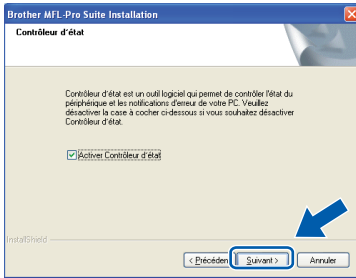 Brother MFL-Pro Suite Installation
Contrôleur d'état
Contrôleur d'état est un outil logiciel qui permet de contrôler l'état du
périphérique et les notifications d'erreur de votre PC. Veuillez
désactiver la case à cocher ci-dessous si vous souhaitez désactiver
Contrôleur d'état.
Activer Contrôleur d'état
InstallShield
< Précéden
Suivant >
Annuler